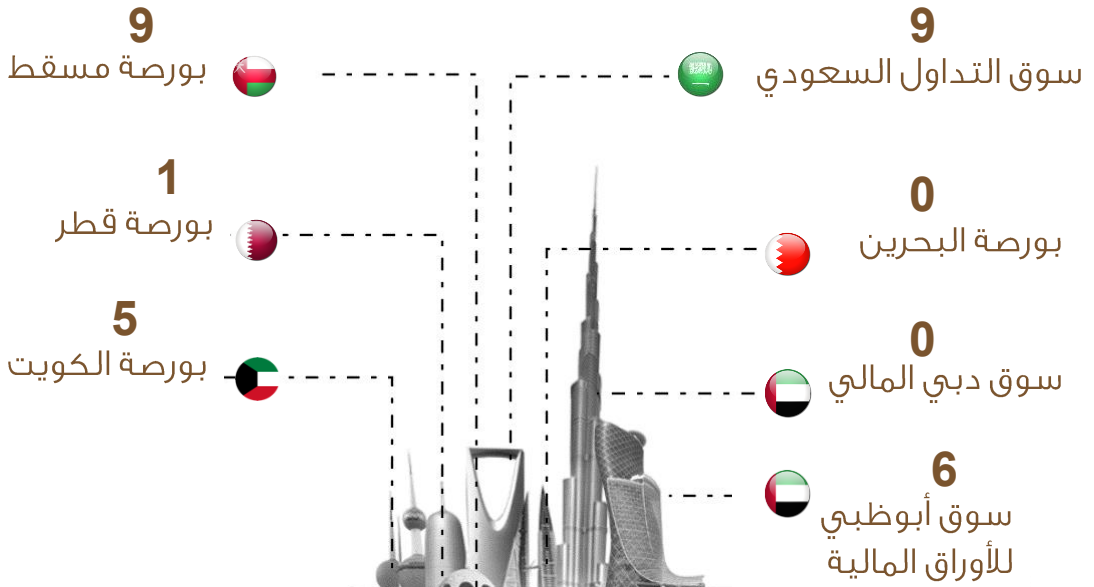 9
سوق التداول السعودي
0
بورصة البحرين
0
سوق دبي المالي
6
سوق أبوظبي
للأوراق المالية
9
بورصة مسقط
1
بورصة قطر
5
بورصة الكويت